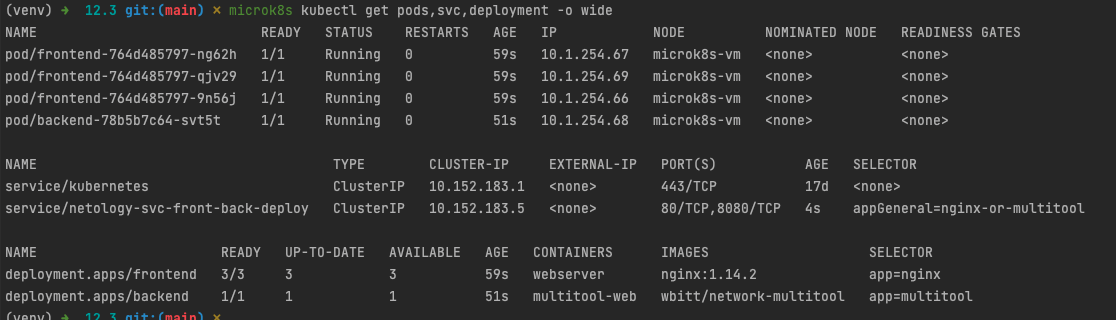 (venv) ➜  12.3 git:(main) ✗ microk8s kubectl get pods,svc,deployment -o wide
NAME                            READY   STATUS    RESTARTS   AGE   IP             NODE          NOMINATED NODE   READINESS GATES
pod/frontend-764d485797-ng62h   1/1     Running   0          59s   10.1.254.67   microk8s-vm   <none>           <none>
pod/frontend-764d485797-qjv29   1/1     Running   0          59s   10.1.254.69   microk8s-vm   <none>           <none>
pod/frontend-764d485797-9n56j   1/1     Running   0          59s   10.1.254.66   microk8s-vm   <none>           <none>
pod/backend-78b5b7c64-svt5t     1/1     Running   0          51s   10.1.254.68   microk8s-vm   <none>           <none>
NAME                                     TYPE        CLUSTER-IP     EXTERNAL-IP   PORT(S)           AGE   SELECTOR
service/kubernetes                       ClusterIP   10.152.183.1   <none>        443/TCP           17d   <none>
service/netology-svc-front-back-deploy   ClusterIP   10.152.183.5   <none>        80/TCP,8080/TCP   4s    appGeneral=nginx-or-multitool
NAME                       READY   UP-TO-DATE   AVAILABLE   AGE   CONTAINERS      IMAGES                    SELECTOR
deployment.apps/frontend   3/3     3            3           59s   webserver       nginx:1.14.2              app=nginx
deployment.apps/backend    1/1     1            1           51s   multitool-web   wbitt/network-multitool   app=multitool
(venv) ➜  12.3 git:(main) ✗